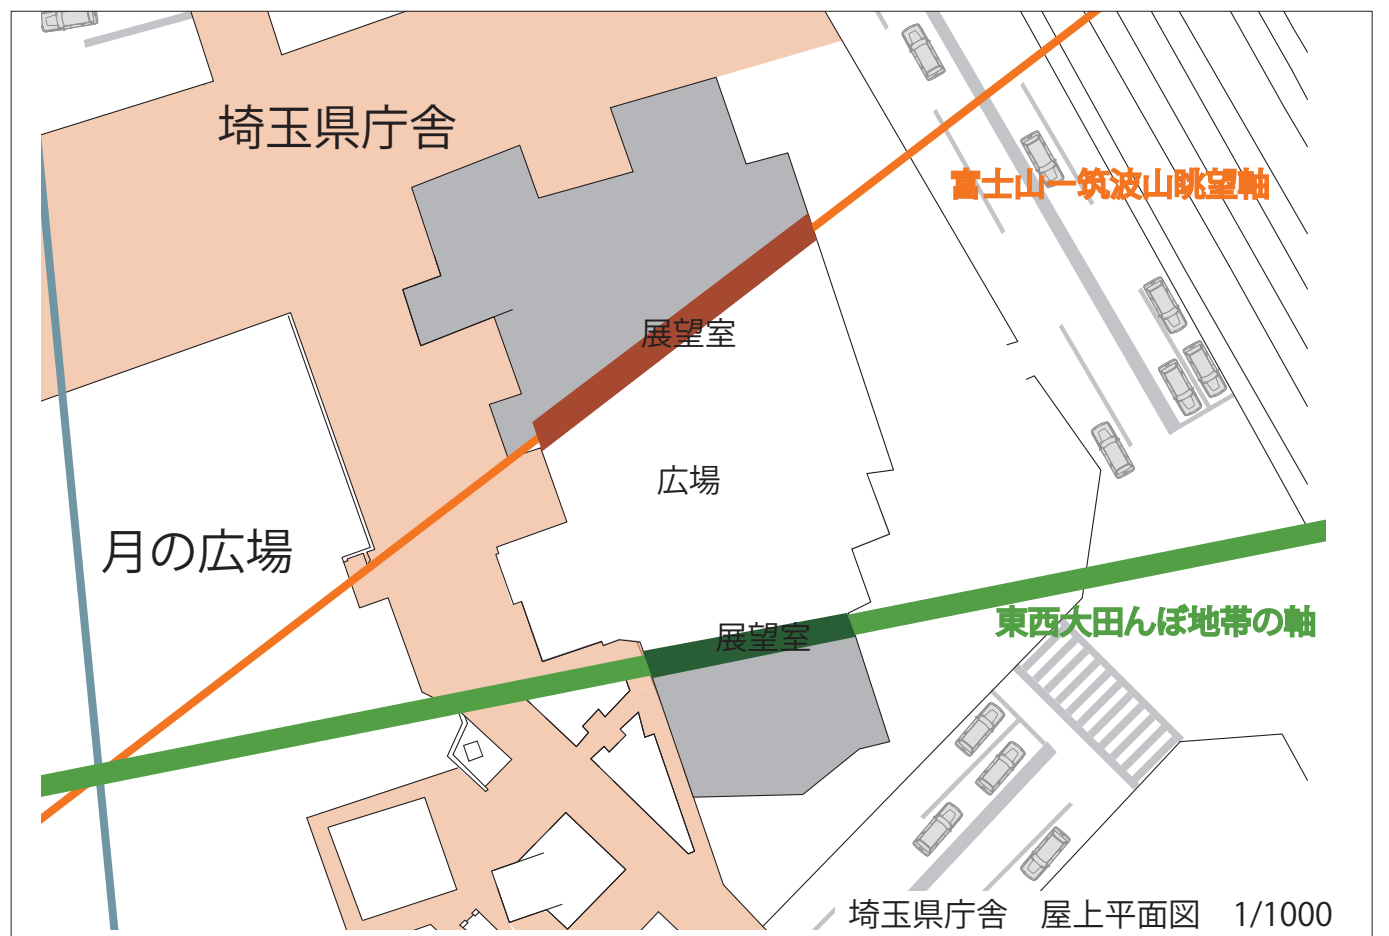 埼玉県庁舎
富士山ー筑波山眺望軸
展望室
広場
月の広場
東西大田んぼ地帯の軸
展望室
埼玉県庁舎　屋上平面図　1/1000